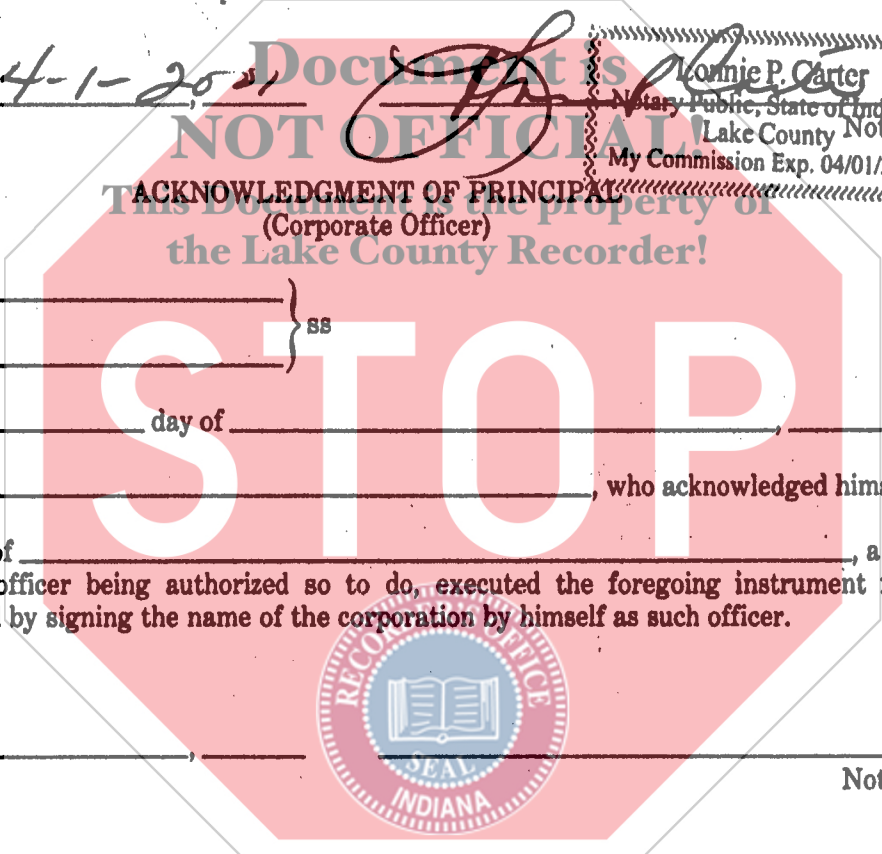 4-1-20
Document is
Lonnie P. Carter
Notary Public, State of Ind
NOT OFFICIAL!
Lake County Not
My Commission Exp. 04/01/
ACKNOWLEDGMENT OF PRINCIPAL
This Document is the property of
(Corporate Officer)
the Lake County Recorder!
ss
STOP
day of ,
, who acknowledged hims
f , a
officer being authorized so to do, executed the foregoing instrument
by signing the name of the corporation by himself as such officer.
RECORDER'S OFFICE
SEAL
INDIANA
,
Not